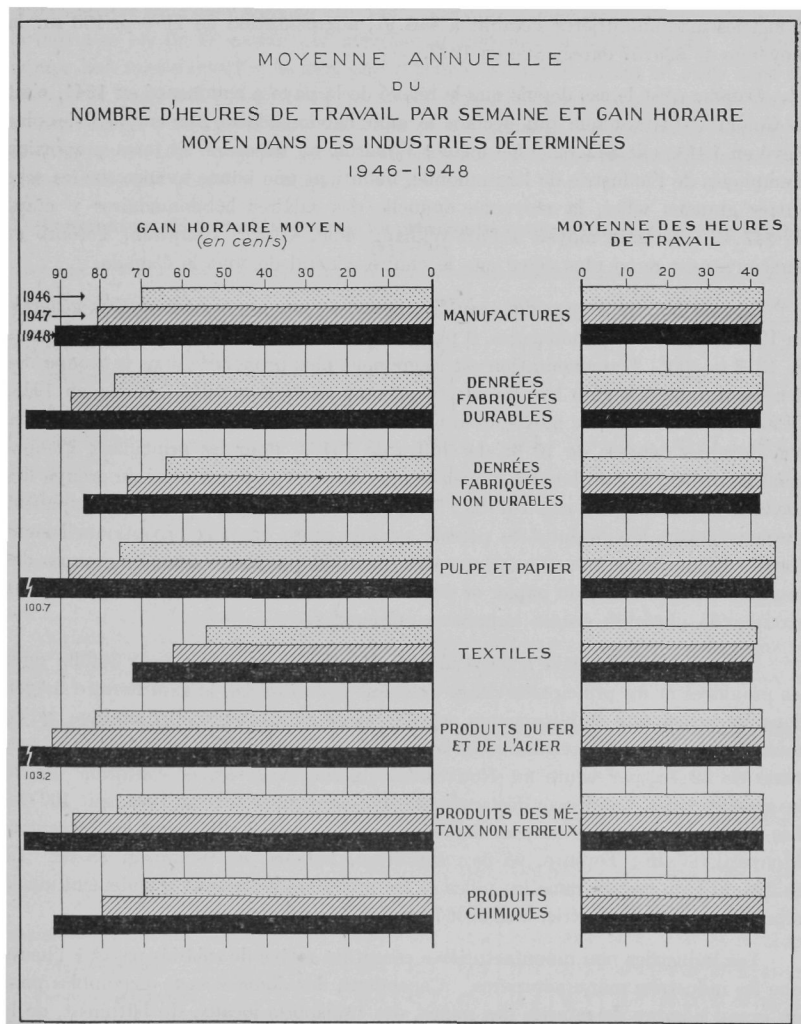 MOYENNE ANNUELLE
DU
NOMBRE D'HEURES DE TRAVAIL PAR SEMAINE ET GAIN HORAIRE
MOYEN DANS DES INDUSTRIES DÉTERMINÉES
1946-1948
GAIN HORAIRE MOYEN
(en cents)
MOYENNE DES HEURES
DE TRAVAIL
90 80 70 60 50 40 30 20 10 0
0 10 20 30 40
1946
1947
1948
MANUFACTURES
DENRÉES
FABRIQUÉES
DURABLES
DENRÉES
FABRIQUÉES
NON DURABLES
PULPE ET PAPIER
100.7
TEXTILES
PRODUITS DU FER
ET DE L'ACIER
103.2
PRODUITS DES MÉ-
TAUX NON FERREUX
PRODUITS
CHIMIQUES